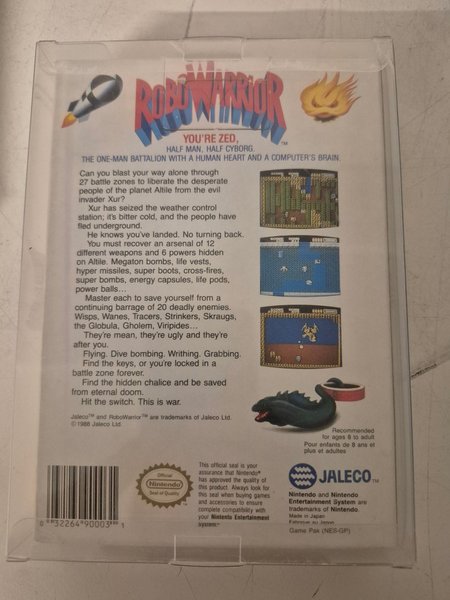 ROBOWARRIOR™
YOU'RE ZED,
HALF MAN, HALF CYBORG.
THE ONE-MAN BATTALION WITH A HUMAN HEART AND A COMPUTER'S BRAIN.
Can you blast your way alone through
27 battle zones to liberate the desperate
people of the planet Altile from the evil
invader Xur?
Xur has seized the weather control
station; it's bitter cold, and the people have
fled underground.
He knows you've landed. No turning back.
You must recover an arsenal of 12
different weapons and 6 powers hidden
on Altile. Megaton bombs, life vests,
hyper missiles, super boots, cross-fires,
super bombs, energy capsules, life pods,
power balls...
Master each to save yourself from a
continuing barrage of 20 deadly enemies.
Wisps, Wanes, Tracers, Strinkers, Skraugs,
the Globula, Gholem, Viripides...
They're mean, they're ugly and they're
after you.
Flying. Dive bombing. Writhing. Grabbing.
Find the keys, or you're locked in a
battle zone forever.
Find the hidden chalice and be saved
from eternal doom.
Hit the switch. This is war.
Jaleco™ and RoboWarrior™ are trademarks of Jaleco Ltd.
© 1988 Jaleco Ltd.
Recommended
for ages 8 to adult
Pour enfants de 8 ans et
plus et adultes
0 32264 90003 1
Official
Nintendo
Seal of Quality
This official seal is your
assurance that Nintendo®
has approved the quality of
this product. Always look for
this seal when buying games
and accessories to ensure
complete compatibility with
your Nintendo Entertainment
System.™
JALECO™
Nintendo and Nintendo
Entertainment System are
trademarks of Nintendo.
Made in Japan
Fabriqué au Japon
Game Pak (NES-GP)